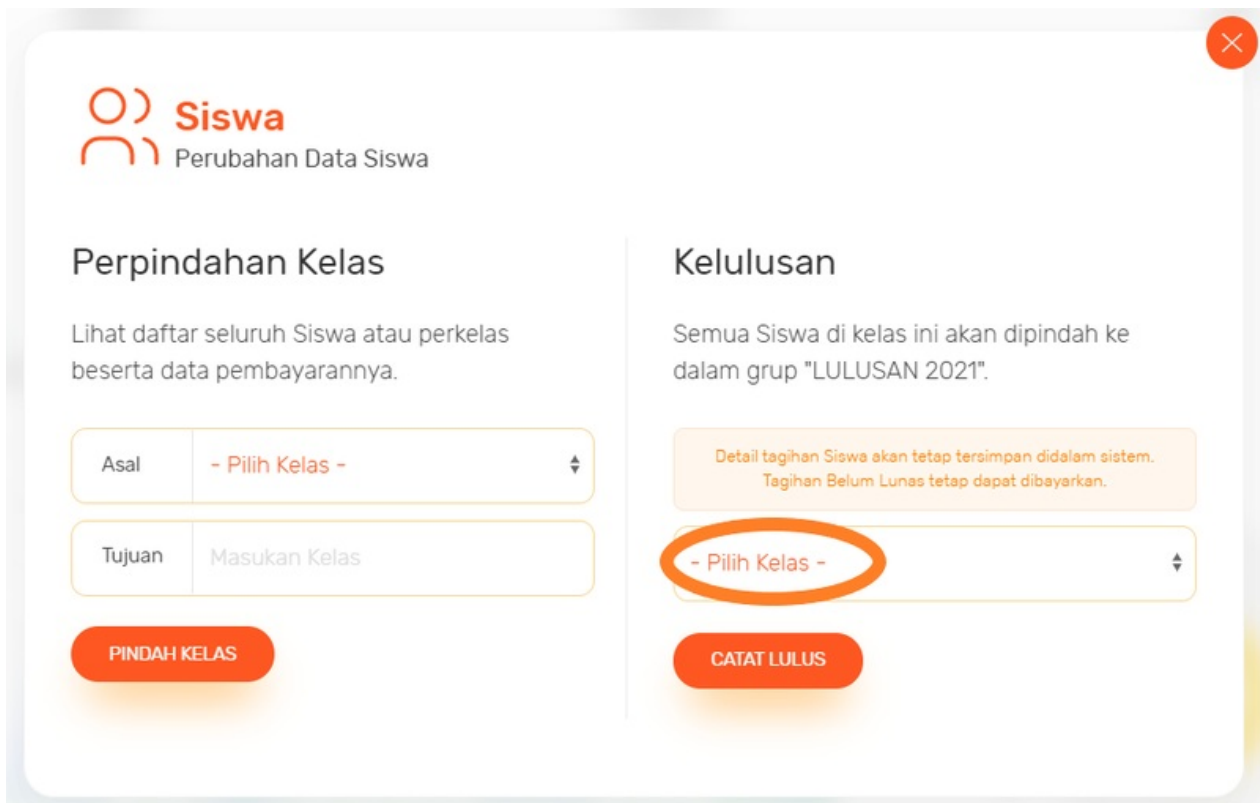 Siswa
Perubahan Data Siswa
Perpindahan Kelas
Lihat daftar seluruh Siswa atau perkelas
beserta data pembayarannya.
Asal
- Pilih Kelas -
Tujuan
Masukan Kelas
PINDAH KELAS
Kelulusan
Semua Siswa di kelas ini akan dipindah ke
dalam grup "LULUSAN 2021".
Detail tagihan Siswa akan tetap tersimpan didalam sistem.
Tagihan Belum Lunas tetap dapat dibayarkan.
- Pilih Kelas -
CATAT LULUS